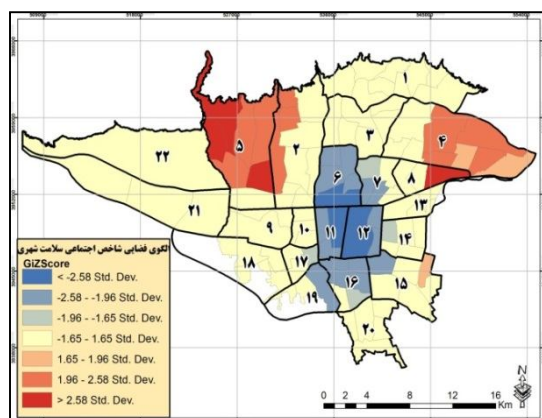 ۱
۲
۳
۴
۵
۶
۷
۸
۹
۱۰
۱۱
۱۲
۱۳
۱۴
۱۵
۱۶
۱۷
۱۸
۱۹
۲۰
۲۱
۲۲
الگوی فضایی شاخص اجتماعی سلامت شهری
GiZScore
< -2.58 Std. Dev.
-2.58 - -1.96 Std. Dev.
-1.96 - -1.65 Std. Dev.
-1.65 - 1.65 Std. Dev.
1.65 - 1.96 Std. Dev.
1.96 - 2.58 Std. Dev.
> 2.58 Std. Dev.
N
0 2 4 8 12 16
Km